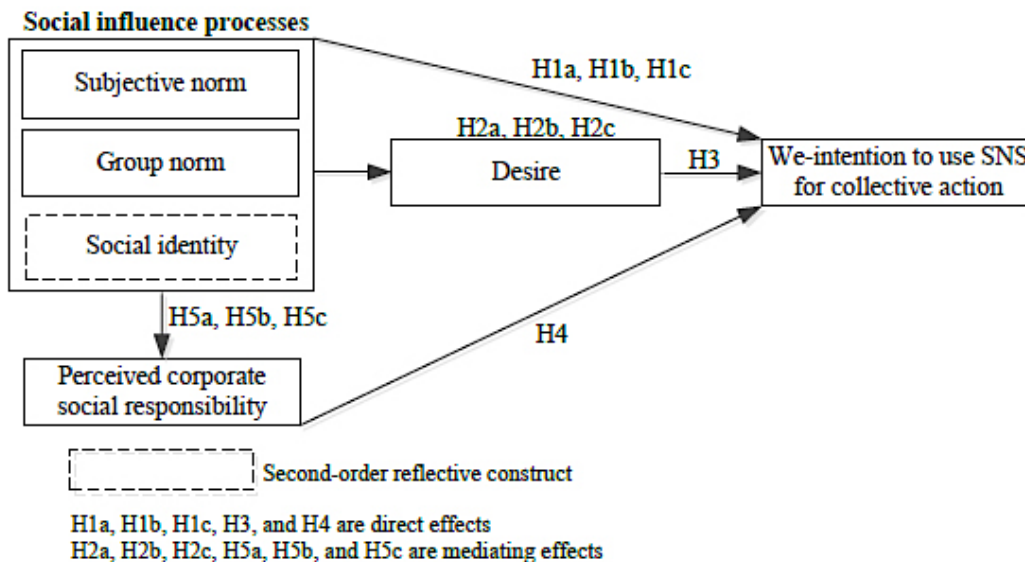 Social influence processes
Subjective norm
Group norm
Social identity
H1a, H1b, H1c
H2a, H2b, H2c
Desire
H3
We-intention to use SNS
for collective action
H5a, H5b, H5c
H4
Perceived corporate
social responsibility
Second-order reflective construct
H1a, H1b, H1c, H3, and H4 are direct effects
H2a, H2b, H2c, H5a, H5b, and H5c are mediating effects